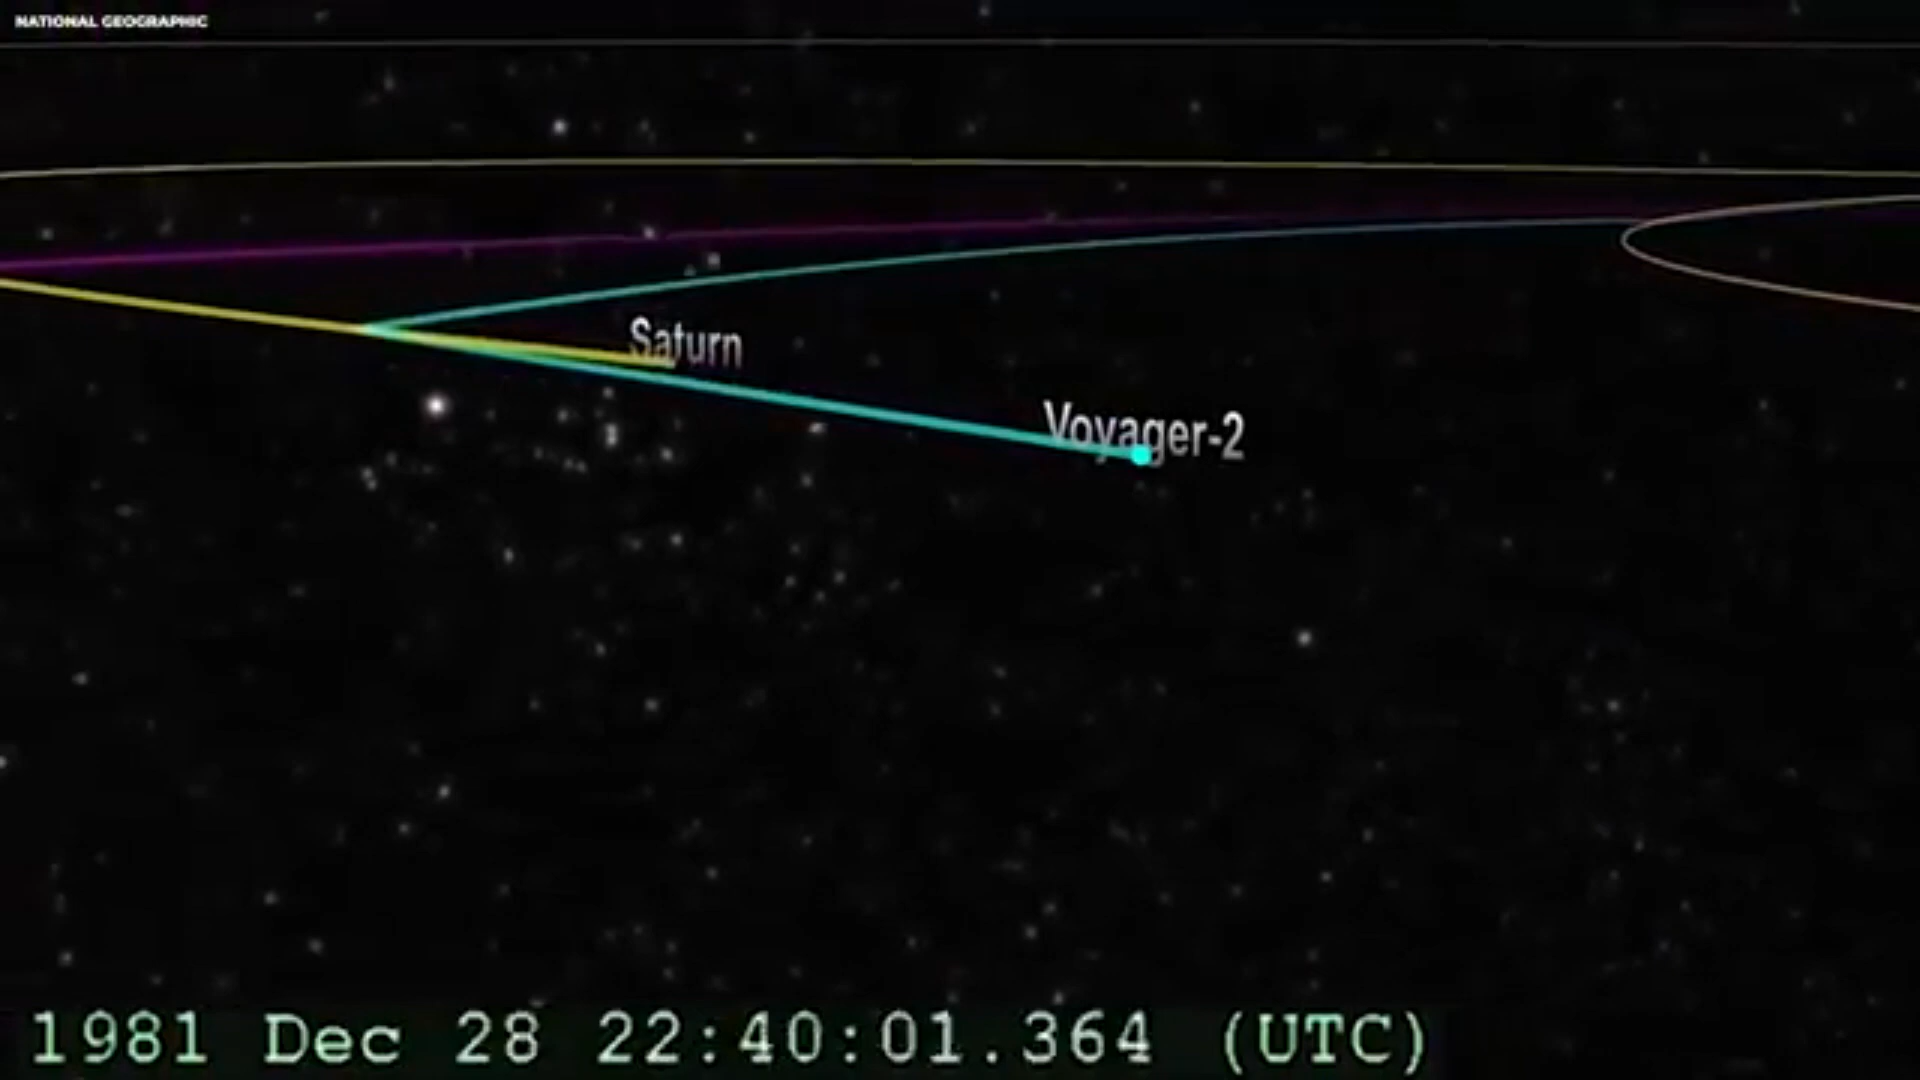 NATIONAL GEOGRAPHIC
Saturn
Voyager-2
1981 Dec 28 22:40:01.364 (UTC)